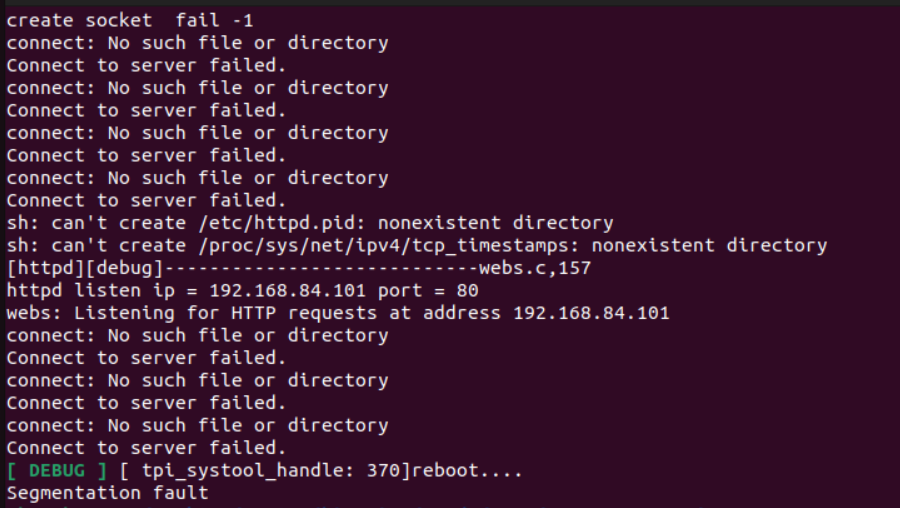 create socket  fail -1
connect: No such file or directory
Connect to server failed.
connect: No such file or directory
Connect to server failed.
connect: No such file or directory
Connect to server failed.
connect: No such file or directory
Connect to server failed.
sh: can't create /etc/httpd.pid: nonexistent directory
sh: can't create /proc/sys/net/ipv4/tcp_timestamps: nonexistent directory
[httpd][debug]----------------------------webs.c,157
httpd listen ip = 192.168.84.101 port = 80
webs: Listening for HTTP requests at address 192.168.84.101
connect: No such file or directory
Connect to server failed.
connect: No such file or directory
Connect to server failed.
connect: No such file or directory
Connect to server failed.
[ DEBUG ] [ tpi_systool_handle: 370]reboot....
Segmentation fault